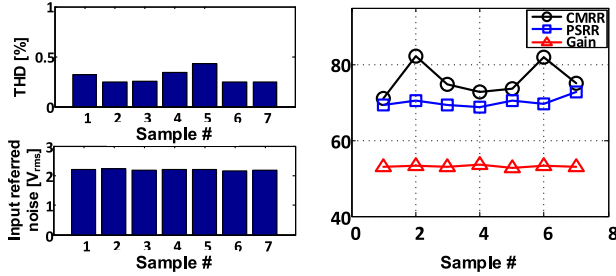 1
0.5
0
THD [%]
1 2 3 4 5 6 7
Sample #
3
2
1
0
Input referred
noise [Vrms]
1 2 3 4 5 6 7
Sample #
CMRR
PSRR
Gain
80
60
40
0 2 4 6 8
Sample #